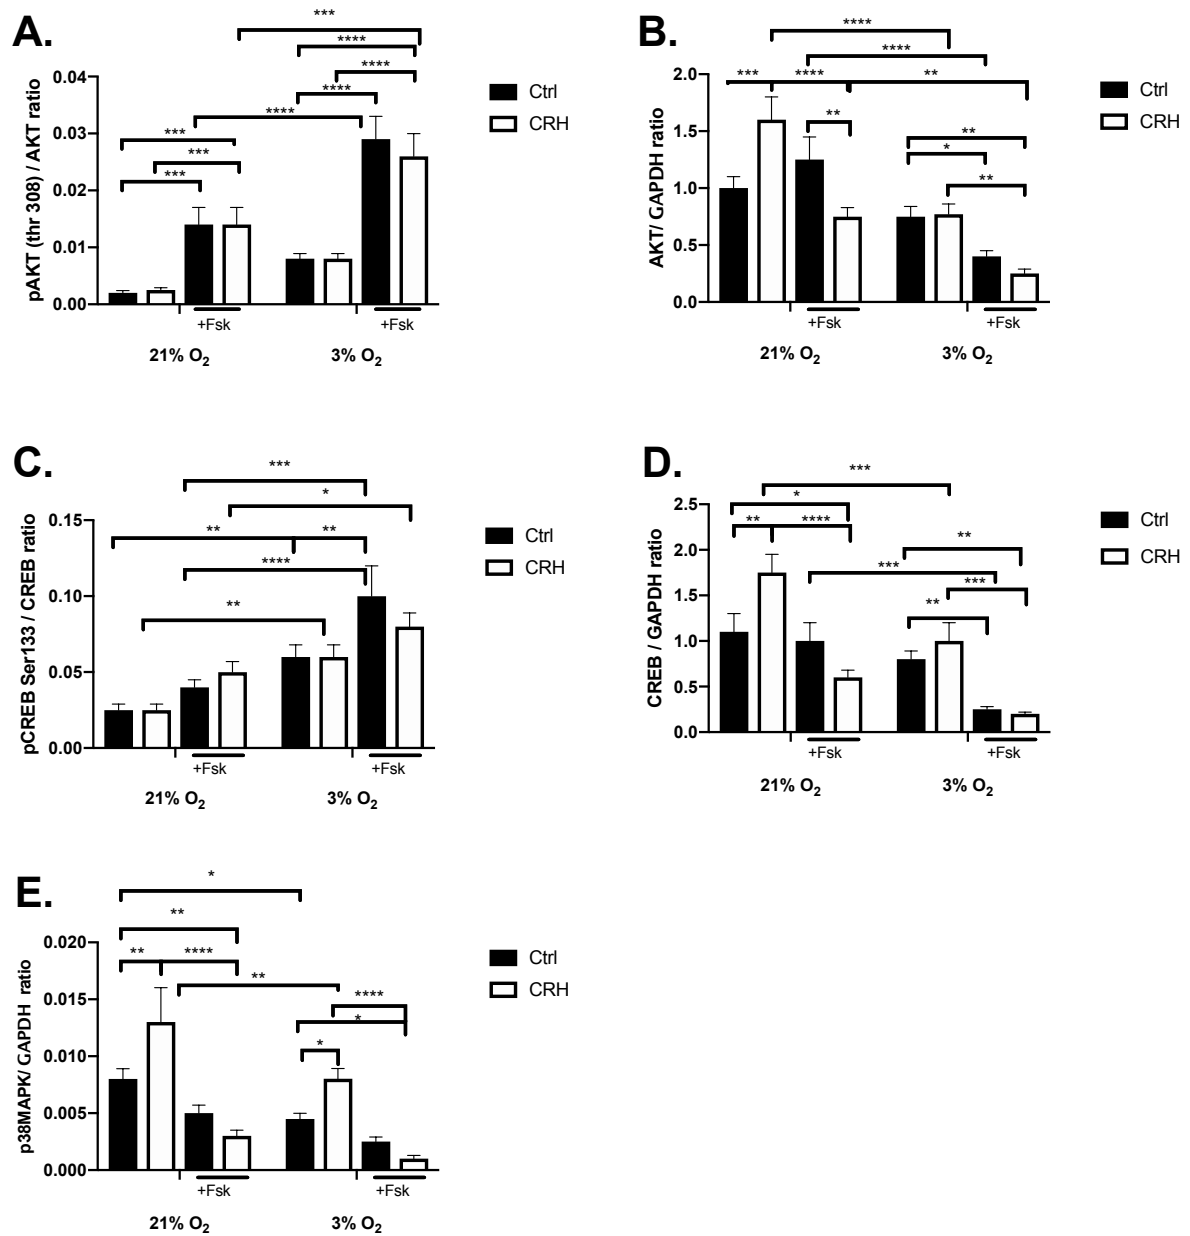 A.
***
****
****
****
****
***
***
***
0.04
0.03
0.02
0.01
0.00
pAKT (thr 308) / AKT ratio
Ctrl
CRH
+Fsk
+Fsk
21% O2
3% O2
B.
****
****
***
****
**
**
**
*
**
2.0
1.5
1.0
0.5
0.0
AKT/ GAPDH ratio
Ctrl
CRH
+Fsk
+Fsk
21% O2
3% O2
C.
***
*
**
**
****
**
0.15
0.10
0.05
0.00
pCREB Ser133 / CREB ratio
Ctrl
CRH
+Fsk
+Fsk
21% O2
3% O2
D.
***
*
**
****
**
***
***
**
2.5
2.0
1.5
1.0
0.5
0.0
CREB / GAPDH ratio
Ctrl
CRH
+Fsk
+Fsk
21% O2
3% O2
E.
*
**
**
****
**
****
*
*
0.020
0.015
0.010
0.005
0.000
p38MAPK/ GAPDH ratio
Ctrl
CRH
+Fsk
+Fsk
21% O2
3% O2